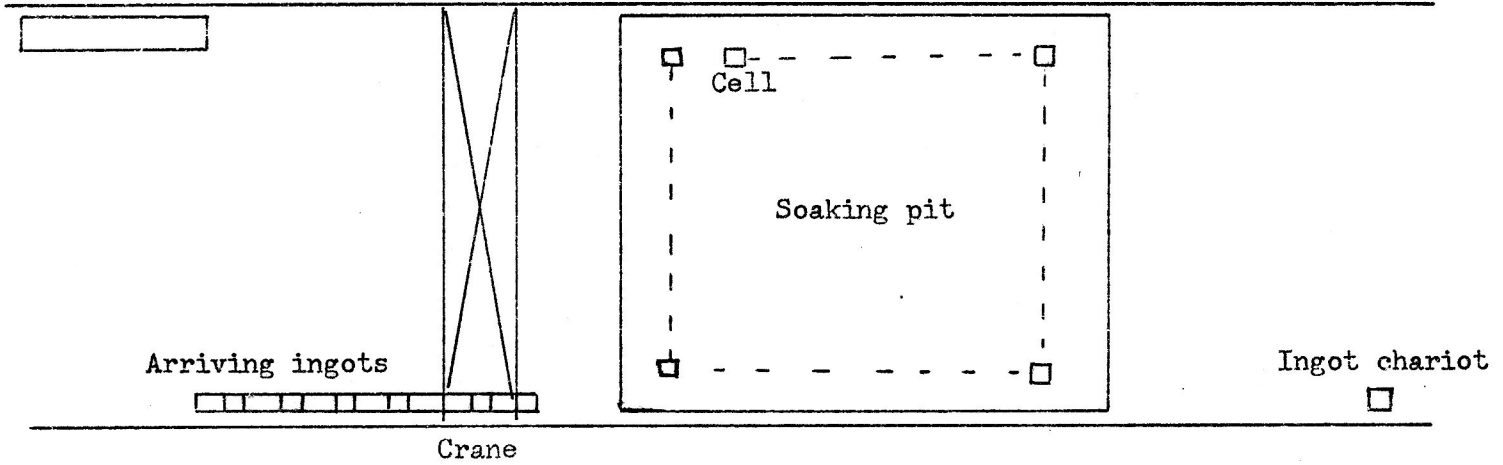 Cell
Soaking pit
Arriving ingots
Ingot chariot
Crane